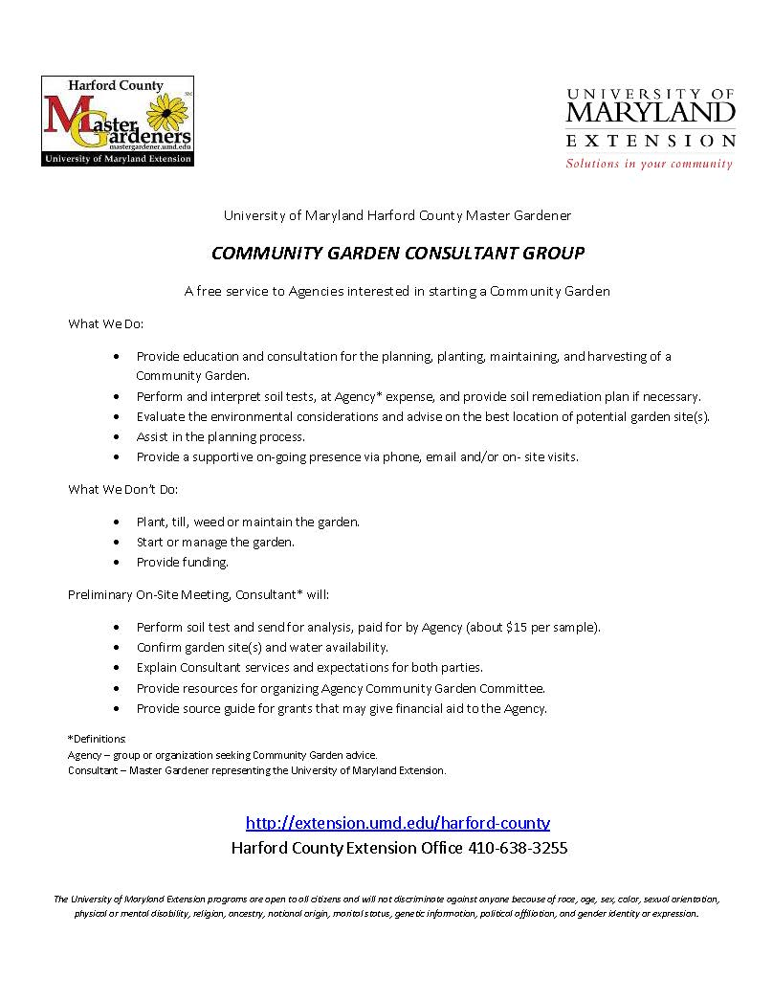 Harford County
Master
Gardeners
SM
mastergardener.umd.edu
University of Maryland Extension
UNIVERSITY OF
MARYLAND
EXTENSION
Solutions in your community
University of Maryland Harford County Master Gardener
COMMUNITY GARDEN CONSULTANT GROUP
A free service to Agencies interested in starting a Community Garden
What We Do:
• Provide education and consultation for the planning, planting, maintaining, and harvesting of a
Community Garden.
• Perform and interpret soil tests, at Agency* expense, and provide soil remediation plan if necessary.
• Evaluate the environmental considerations and advise on the best location of potential garden site(s).
• Assist in the planning process.
• Provide a supportive on-going presence via phone, email and/or on- site visits.
What We Don't Do:
• Plant, till, weed or maintain the garden.
• Start or manage the garden.
• Provide funding.
Preliminary On-Site Meeting, Consultant* will:
• Perform soil test and send for analysis, paid for by Agency (about $15 per sample).
• Confirm garden site(s) and water availability.
• Explain Consultant services and expectations for both parties.
• Provide resources for organizing Agency Community Garden Committee.
• Provide source guide for grants that may give financial aid to the Agency.
*Definitions:
Agency – group or organization seeking Community Garden advice.
Consultant – Master Gardener representing the University of Maryland Extension.
http://extension.umd.edu/harford-county
Harford County Extension Office 410-638-3255
The University of Maryland Extension programs are open to all citizens and will not discriminate against anyone because of race, age, sex, color, sexual orientation,
physical or mental disability, religion, ancestry, national origin, marital status, genetic information, political affiliation, and gender identity or expression.